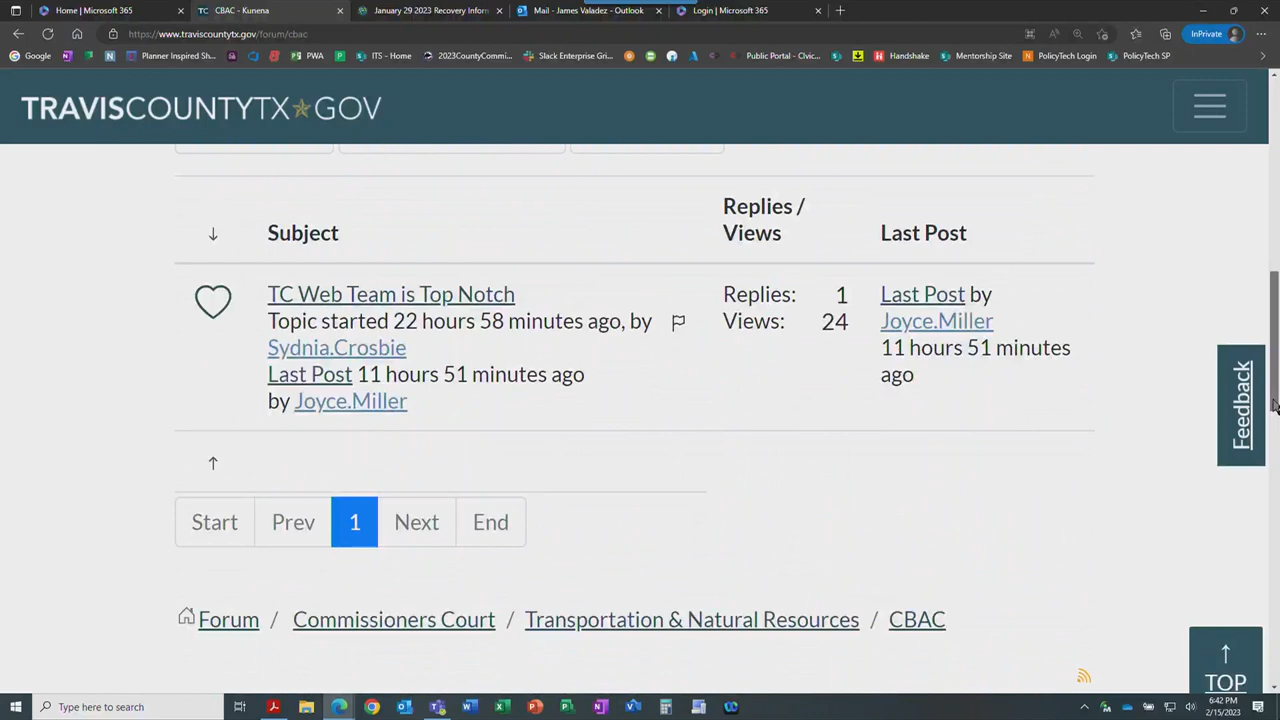 Home | Microsoft 365
CBAC - Kunena
January 29 2023 Recovery Inform
Mail - James Valadez - Outlook
Login | Microsoft 365
https://www.traviscountytx.gov/forum/cbac
InPrivate
Google
Planner Inspired Sh...
PWA
ITS - Home
2023CountyCommi...
Slack Enterprise Gri...
Public Portal - Civic...
Handshake
Mentorship Site
PolicyTech Login
PolicyTech SP
TRAVISCOUNTYTX★GOV
Replies /
↓ Subject Views Last Post
TC Web Team is Top Notch Replies: 1 Last Post by
Topic started 22 hours 58 minutes ago, by Views: 24 Joyce.Miller
Sydnia.Crosbie 11 hours 51 minutes
Last Post 11 hours 51 minutes ago ago
by Joyce.Miller
Feedback
↑
Start Prev 1 Next End
Forum / Commissioners Court / Transportation & Natural Resources / CBAC
↑
TOP
Type here to search
6:42 PM
2/15/2023